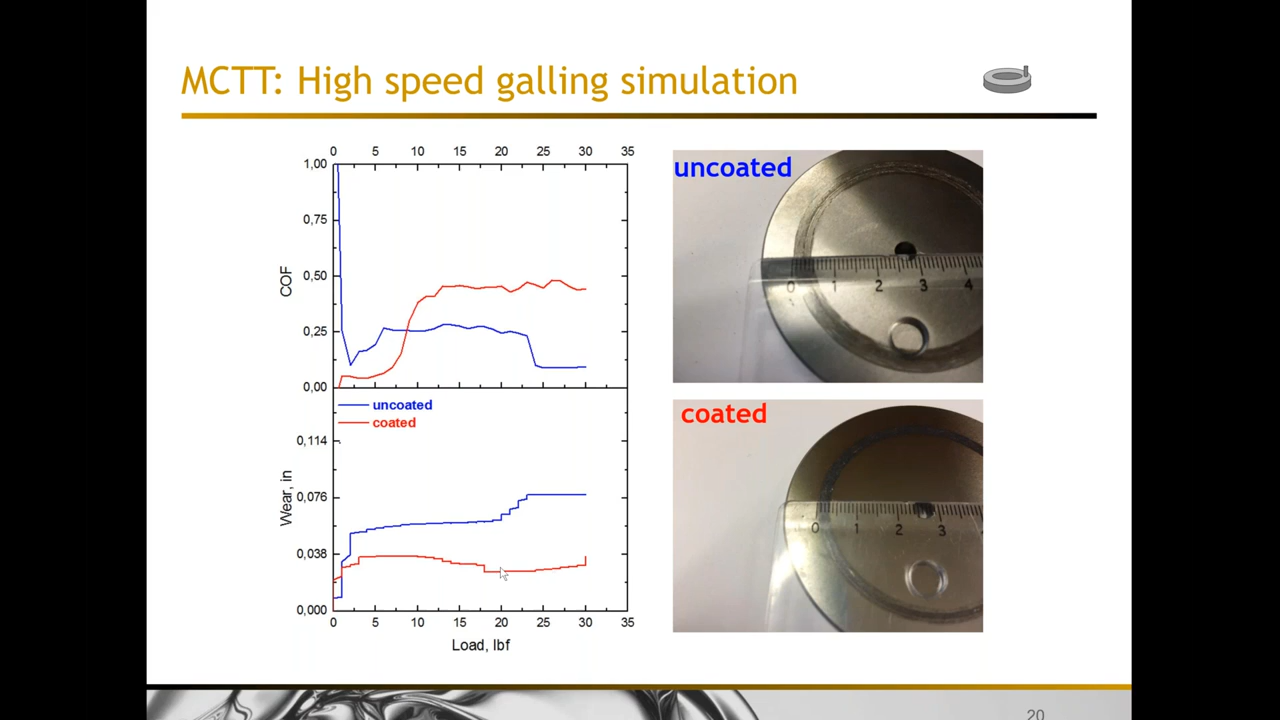 MCTT: High speed galling simulation
0 5 10 15 20 25 30 35
1,00
0,75
0,50
0,25
0,00
COF
uncoated
coated
0,114
0,076
0,038
0,000
Wear, in
0 5 10 15 20 25 30 35
Load, lbf
uncoated
0 1 2 3 4
coated
0 1 2 3
20